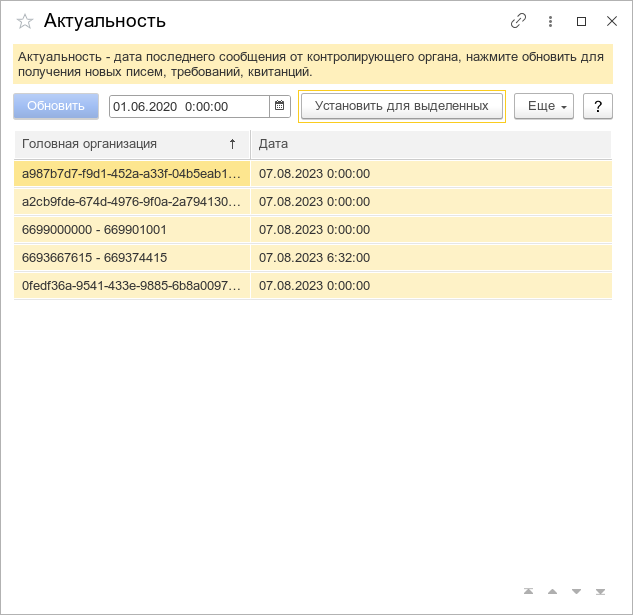 Актуальность
Актуальность - дата последнего сообщения от контролирующего органа, нажмите обновить для
получения новых писем, требований, квитанций.
Обновить 01.06.2020 0:00:00 Установить для выделенных Еще ?
Головная организация ↑ Дата
a987b7d7-f9d1-452a-a33f-04b5eab1... 07.08.2023 0:00:00
a2cb9fde-674d-4976-9f0a-2a794130... 07.08.2023 0:00:00
6699000000 - 669901001 07.08.2023 0:00:00
6693667615 - 669374415 07.08.2023 6:32:00
0fedf36a-9541-433e-9885-6b8a0097... 07.08.2023 0:00:00